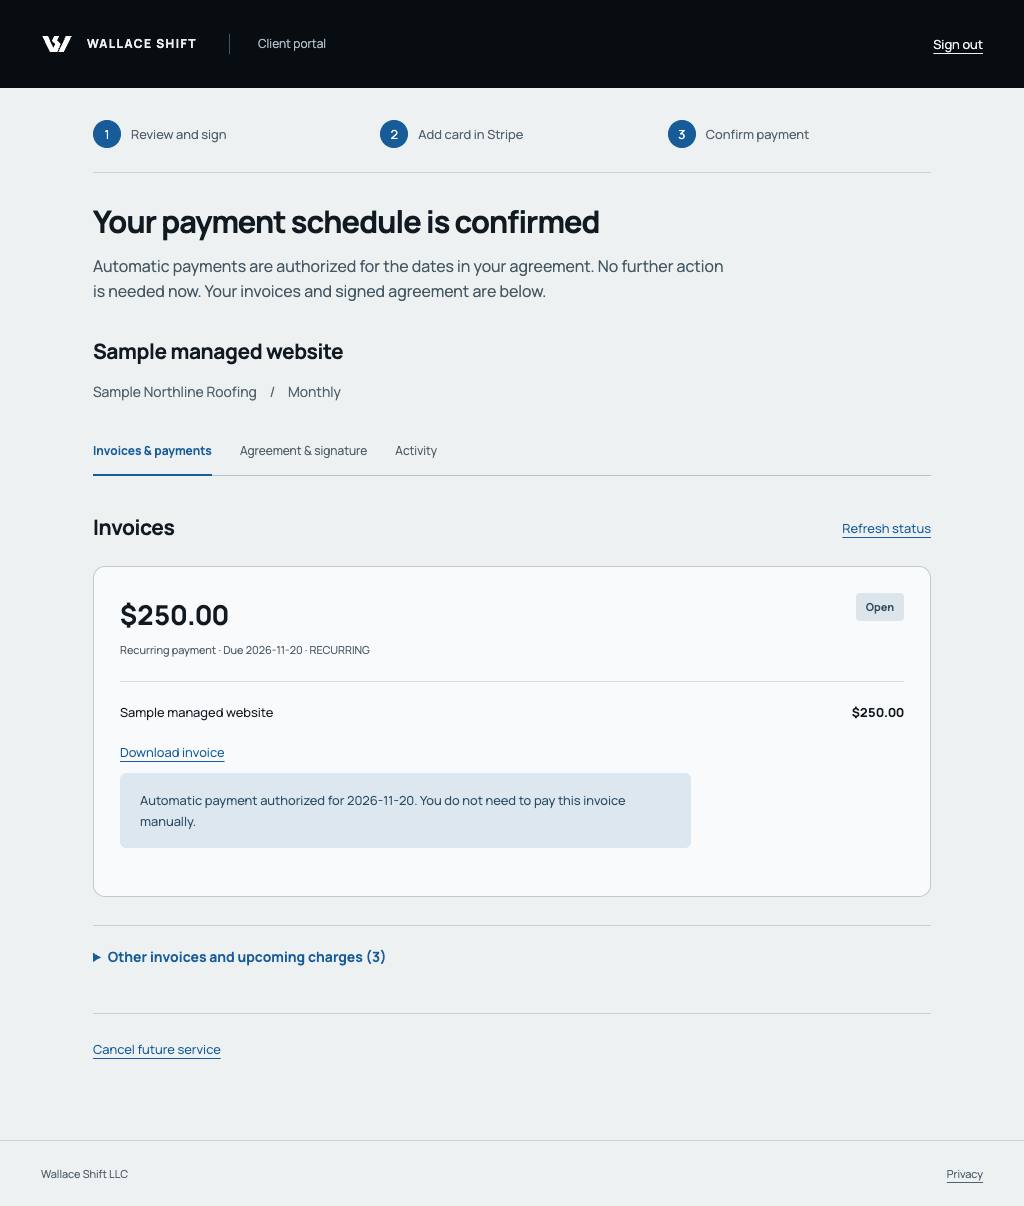 WALLACE SHIFT
Client portal
Sign out
1 Review and sign
2 Add card in Stripe
3 Confirm payment
Your payment schedule is confirmed
Automatic payments are authorized for the dates in your agreement. No further action
is needed now. Your invoices and signed agreement are below.
Sample managed website
Sample Northline Roofing / Monthly
Invoices & payments
Agreement & signature
Activity
Invoices
Refresh status
$250.00
Open
Recurring payment · Due 2026-11-20 · RECURRING
Sample managed website
$250.00
Download invoice
Automatic payment authorized for 2026-11-20. You do not need to pay this invoice
manually.
Other invoices and upcoming charges (3)
Cancel future service
Wallace Shift LLC
Privacy